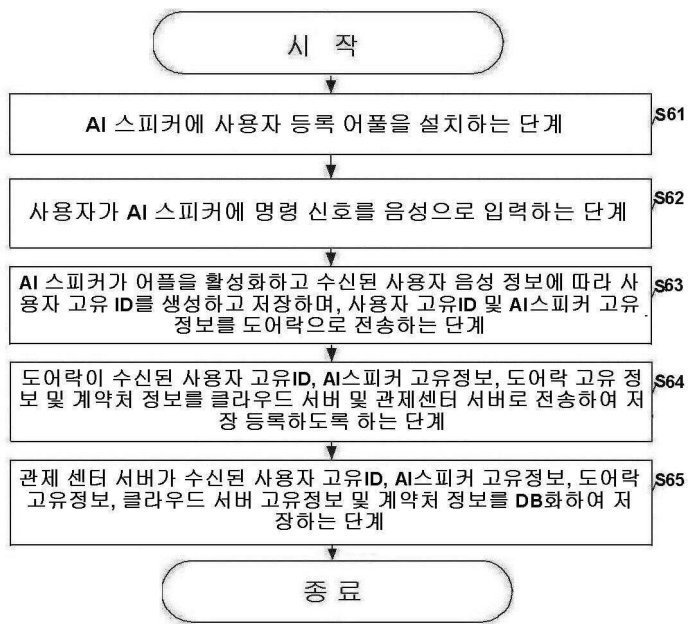 시 작
AI 스피커에 사용자 등록 어풀을 설치하는 단계
S61
사용자가 AI 스피커에 명령 신호를 음성으로 입력하는 단계
S62
AI 스피커가 어플을 활성화하고 수신된 사용자 음성 정보에 따라 사
용자 고유 ID를 생성하고 저장하며, 사용자 고유ID 및 AI스피커 고유
정보를 도어락으로 전송하는 단계
S63
도어락이 수신된 사용자 고유ID, AI스피커 고유정보, 도어락 고유 정
보 및 계약처 정보를 클라우드 서버 및 관제센터 서버로 전송하여 저
장 등록하도록 하는 단계
S64
관제 센터 서버가 수신된 사용자 고유ID, AI스피커 고유정보, 도어락
고유정보, 클라우드 서버 고유정보 및 계약처 정보를 DB화하여 저
장하는 단계
S65
종 료